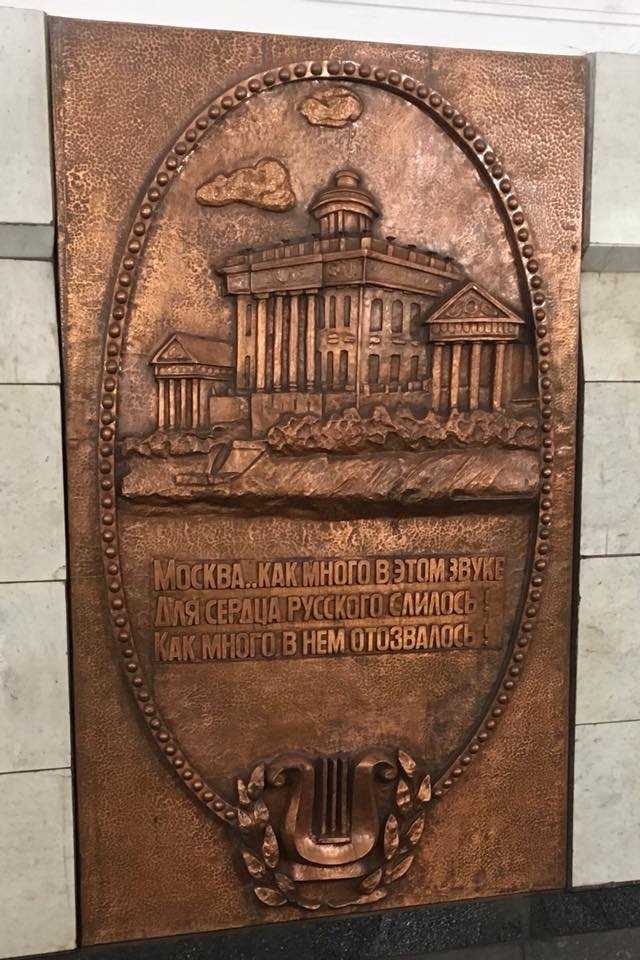 Москва..как много в этом звуке
Для сердца русского слилось!
Как много в нем отозвалось!